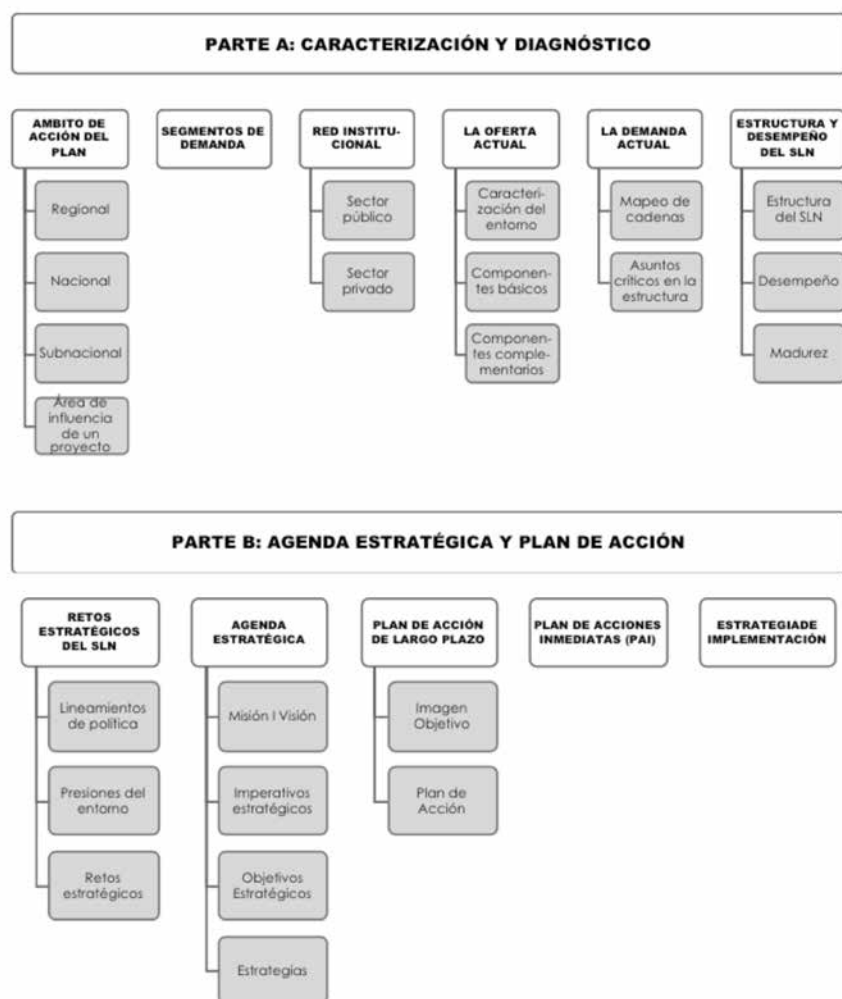 PARTE A: CARACTERIZACIÓN Y DIAGNÓSTICO
AMBITO DE
ACCIÓN DEL
PLAN
Regional
Nacional
Subnacional
Área de
influencia
de un
proyecto
SEGMENTOS DE
DEMANDA
RED INSTITU-
CIONAL
Sector
público
Sector
privado
LA OFERTA
ACTUAL
Caracteri-
zación del
entorno
Componen-
tes básicos
Componen-
tes comple-
mentarios
LA DEMANDA
ACTUAL
Mapeo de
cadenas
Asuntos
críticos en la
estructura
ESTRUCTURA Y
DESEMPEÑO
DEL SLN
Estructura
del SLN
Desempeño
Madurez
PARTE B: AGENDA ESTRATÉGICA Y PLAN DE ACCIÓN
RETOS
ESTRATÉGICOS
DEL SLN
Lineamientos
de política
Presiones del
entorno
Retos
estratégicos
AGENDA
ESTRATÉGICA
Misión I Visión
Imperativos
estratégicos
Objetivos
Estratégicos
Estrategias
PLAN DE ACCIÓN
DE LARGO PLAZO
Imagen
Objetivo
Plan de
Acción
PLAN DE ACCIONES
INMEDIATAS (PAI)
ESTRATEGIADE
IMPLEMENTACIÓN